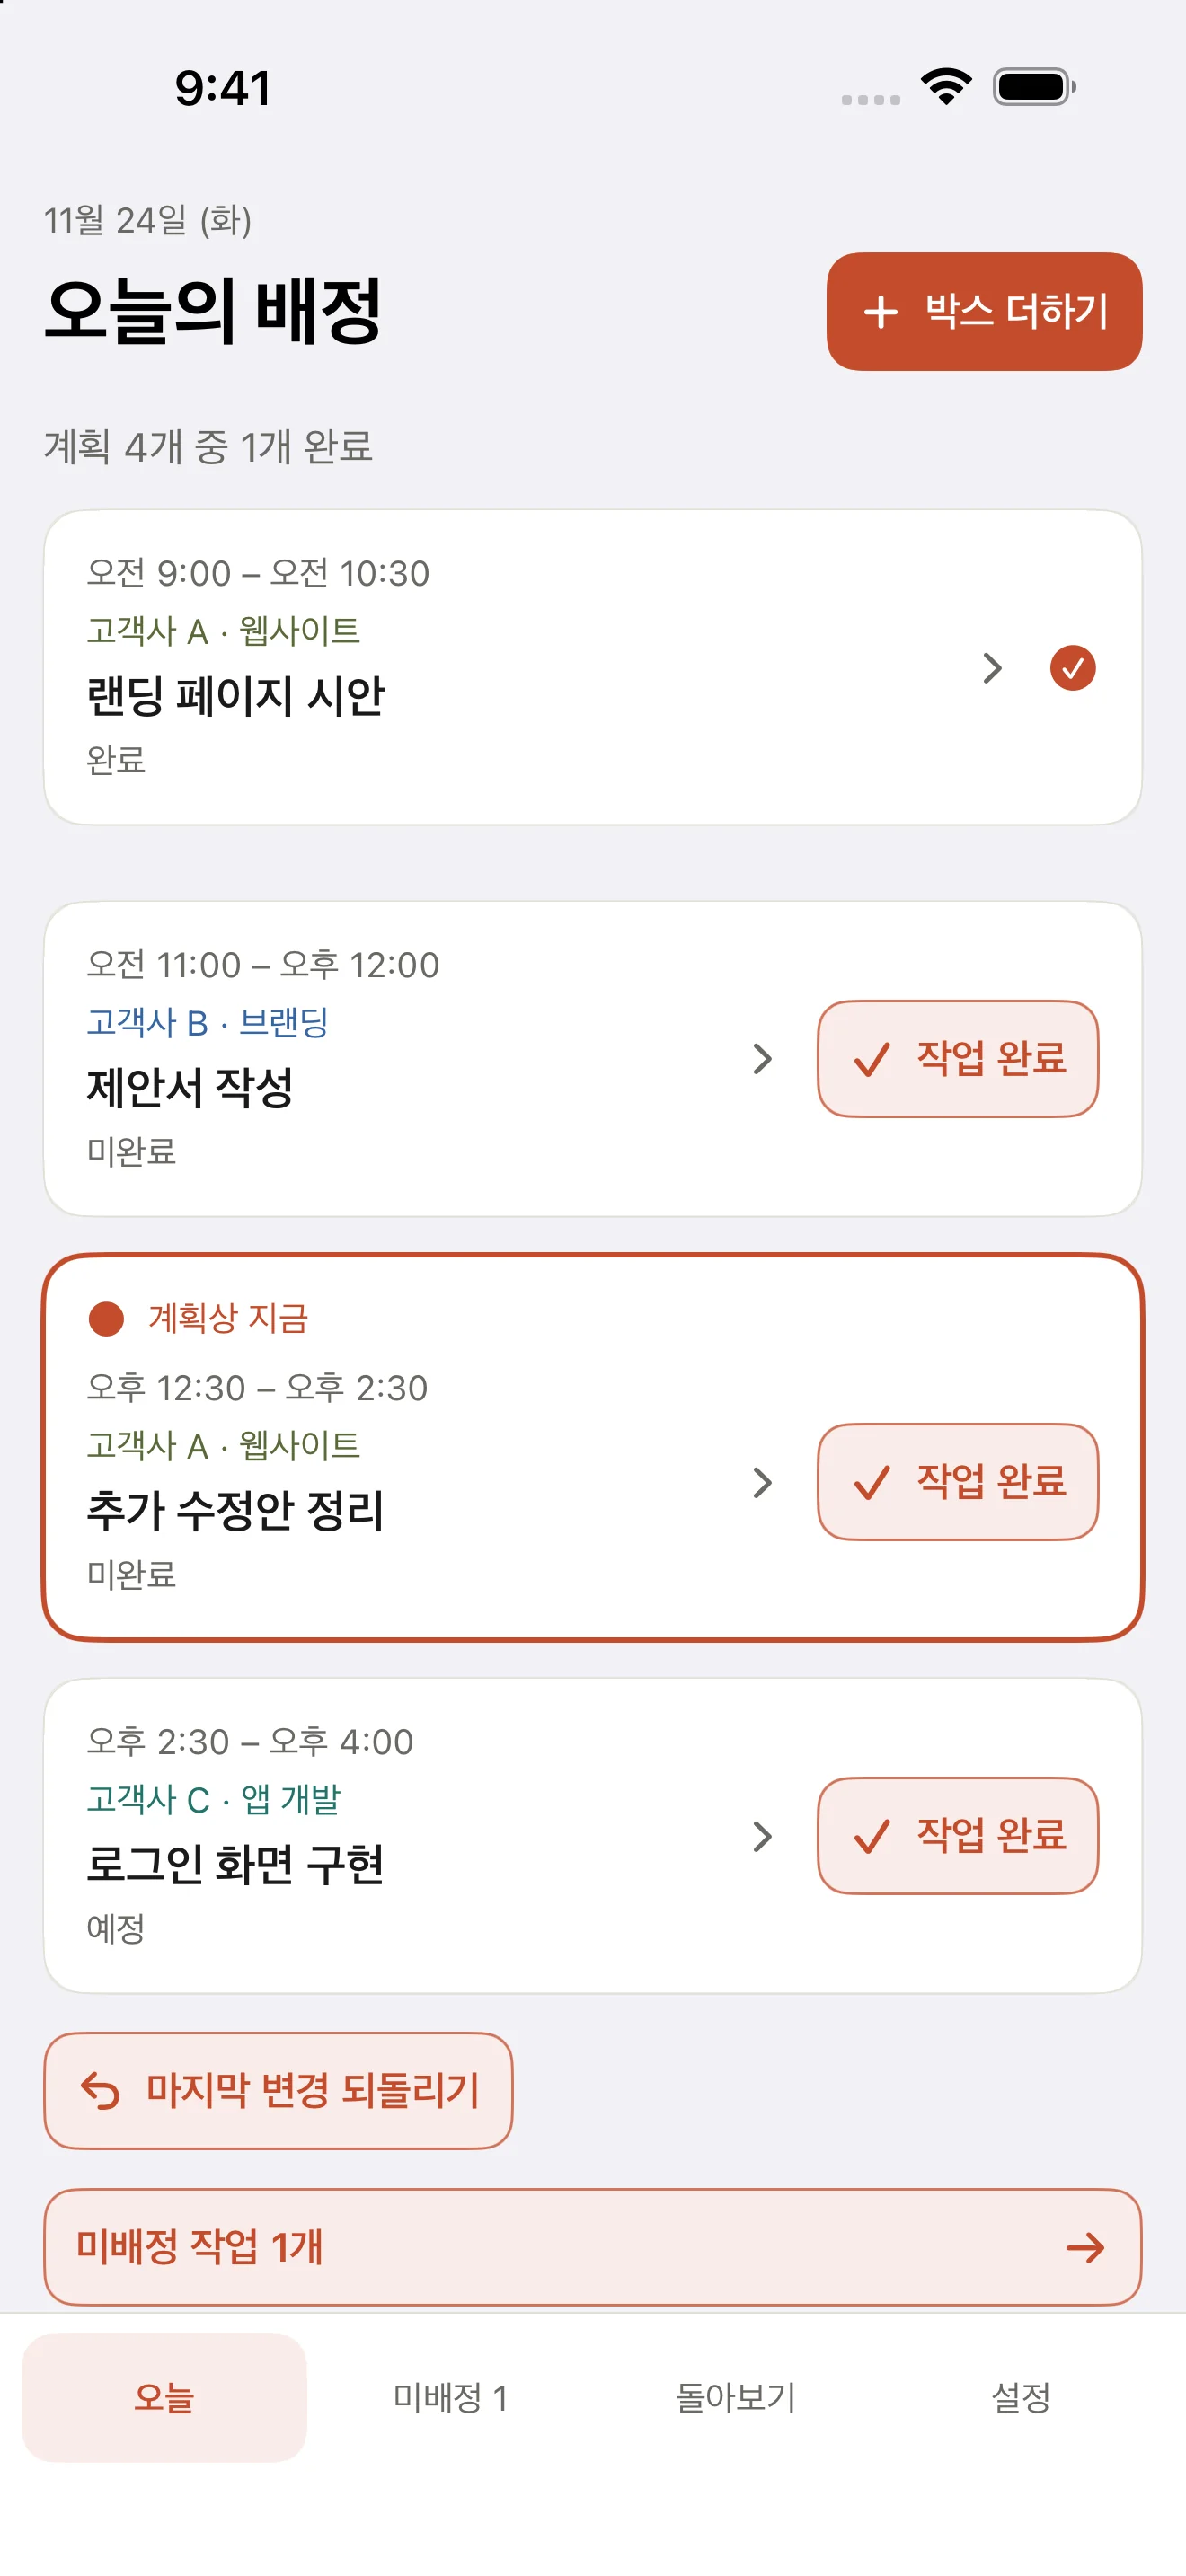 9:41
11월 24일 (화)
오늘의 배정
+ 박스 더하기
계획 4개 중 1개 완료
오전 9:00 – 오전 10:30
고객사 A · 웹사이트
랜딩 페이지 시안
완료
오전 11:00 – 오후 12:00
고객사 B · 브랜딩
제안서 작성
작업 완료
미완료
계획상 지금
오후 12:30 – 오후 2:30
고객사 A · 웹사이트
추가 수정안 정리
작업 완료
미완료
오후 2:30 – 오후 4:00
고객사 C · 앱 개발
로그인 화면 구현
작업 완료
예정
마지막 변경 되돌리기
미배정 작업 1개
오늘
미배정 1
돌아보기
설정